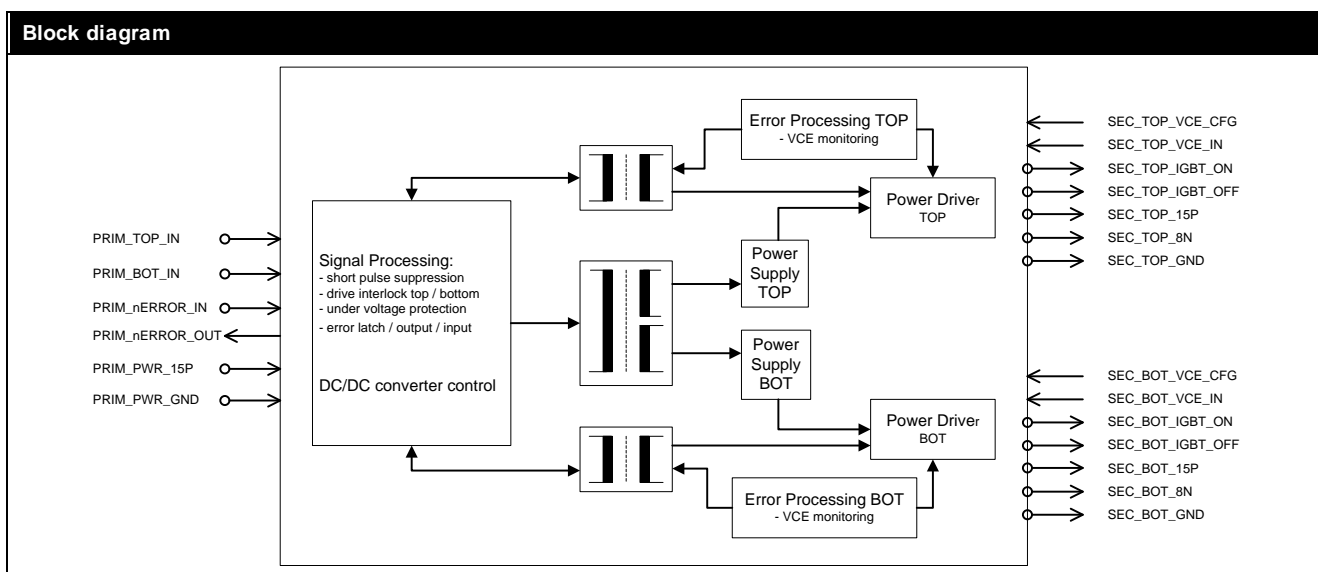 Block diagram
PRIM_TOP_IN
PRIM_BOT_IN
PRIM_nERROR_IN
PRIM_nERROR_OUT
PRIM_PWR_15P
PRIM_PWR_GND
Signal Processing:
- short pulse suppression
- drive interlock top / bottom
- under voltage protection
- error latch / output / input
DC/DC converter control
Error Processing TOP
- VCE monitoring
Power Driver
TOP
Power
Supply
TOP
Power
Supply
BOT
Power Driver
BOT
Error Processing BOT
- VCE monitoring
SEC_TOP_VCE_CFG
SEC_TOP_VCE_IN
SEC_TOP_IGBT_ON
SEC_TOP_IGBT_OFF
SEC_TOP_15P
SEC_TOP_8N
SEC_TOP_GND
SEC_BOT_VCE_CFG
SEC_BOT_VCE_IN
SEC_BOT_IGBT_ON
SEC_BOT_IGBT_OFF
SEC_BOT_15P
SEC_BOT_8N
SEC_BOT_GND